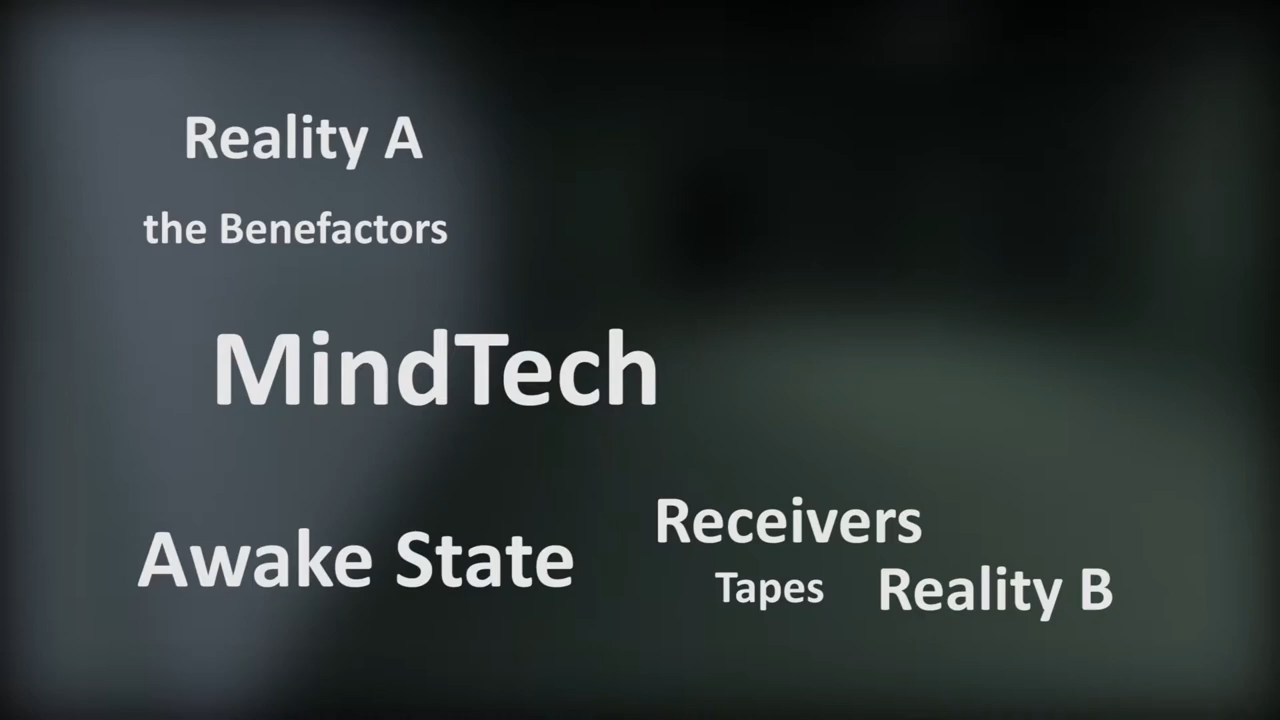 Reality A
the Benefactors
MindTech
Awake State
Receivers
Tapes
Reality B